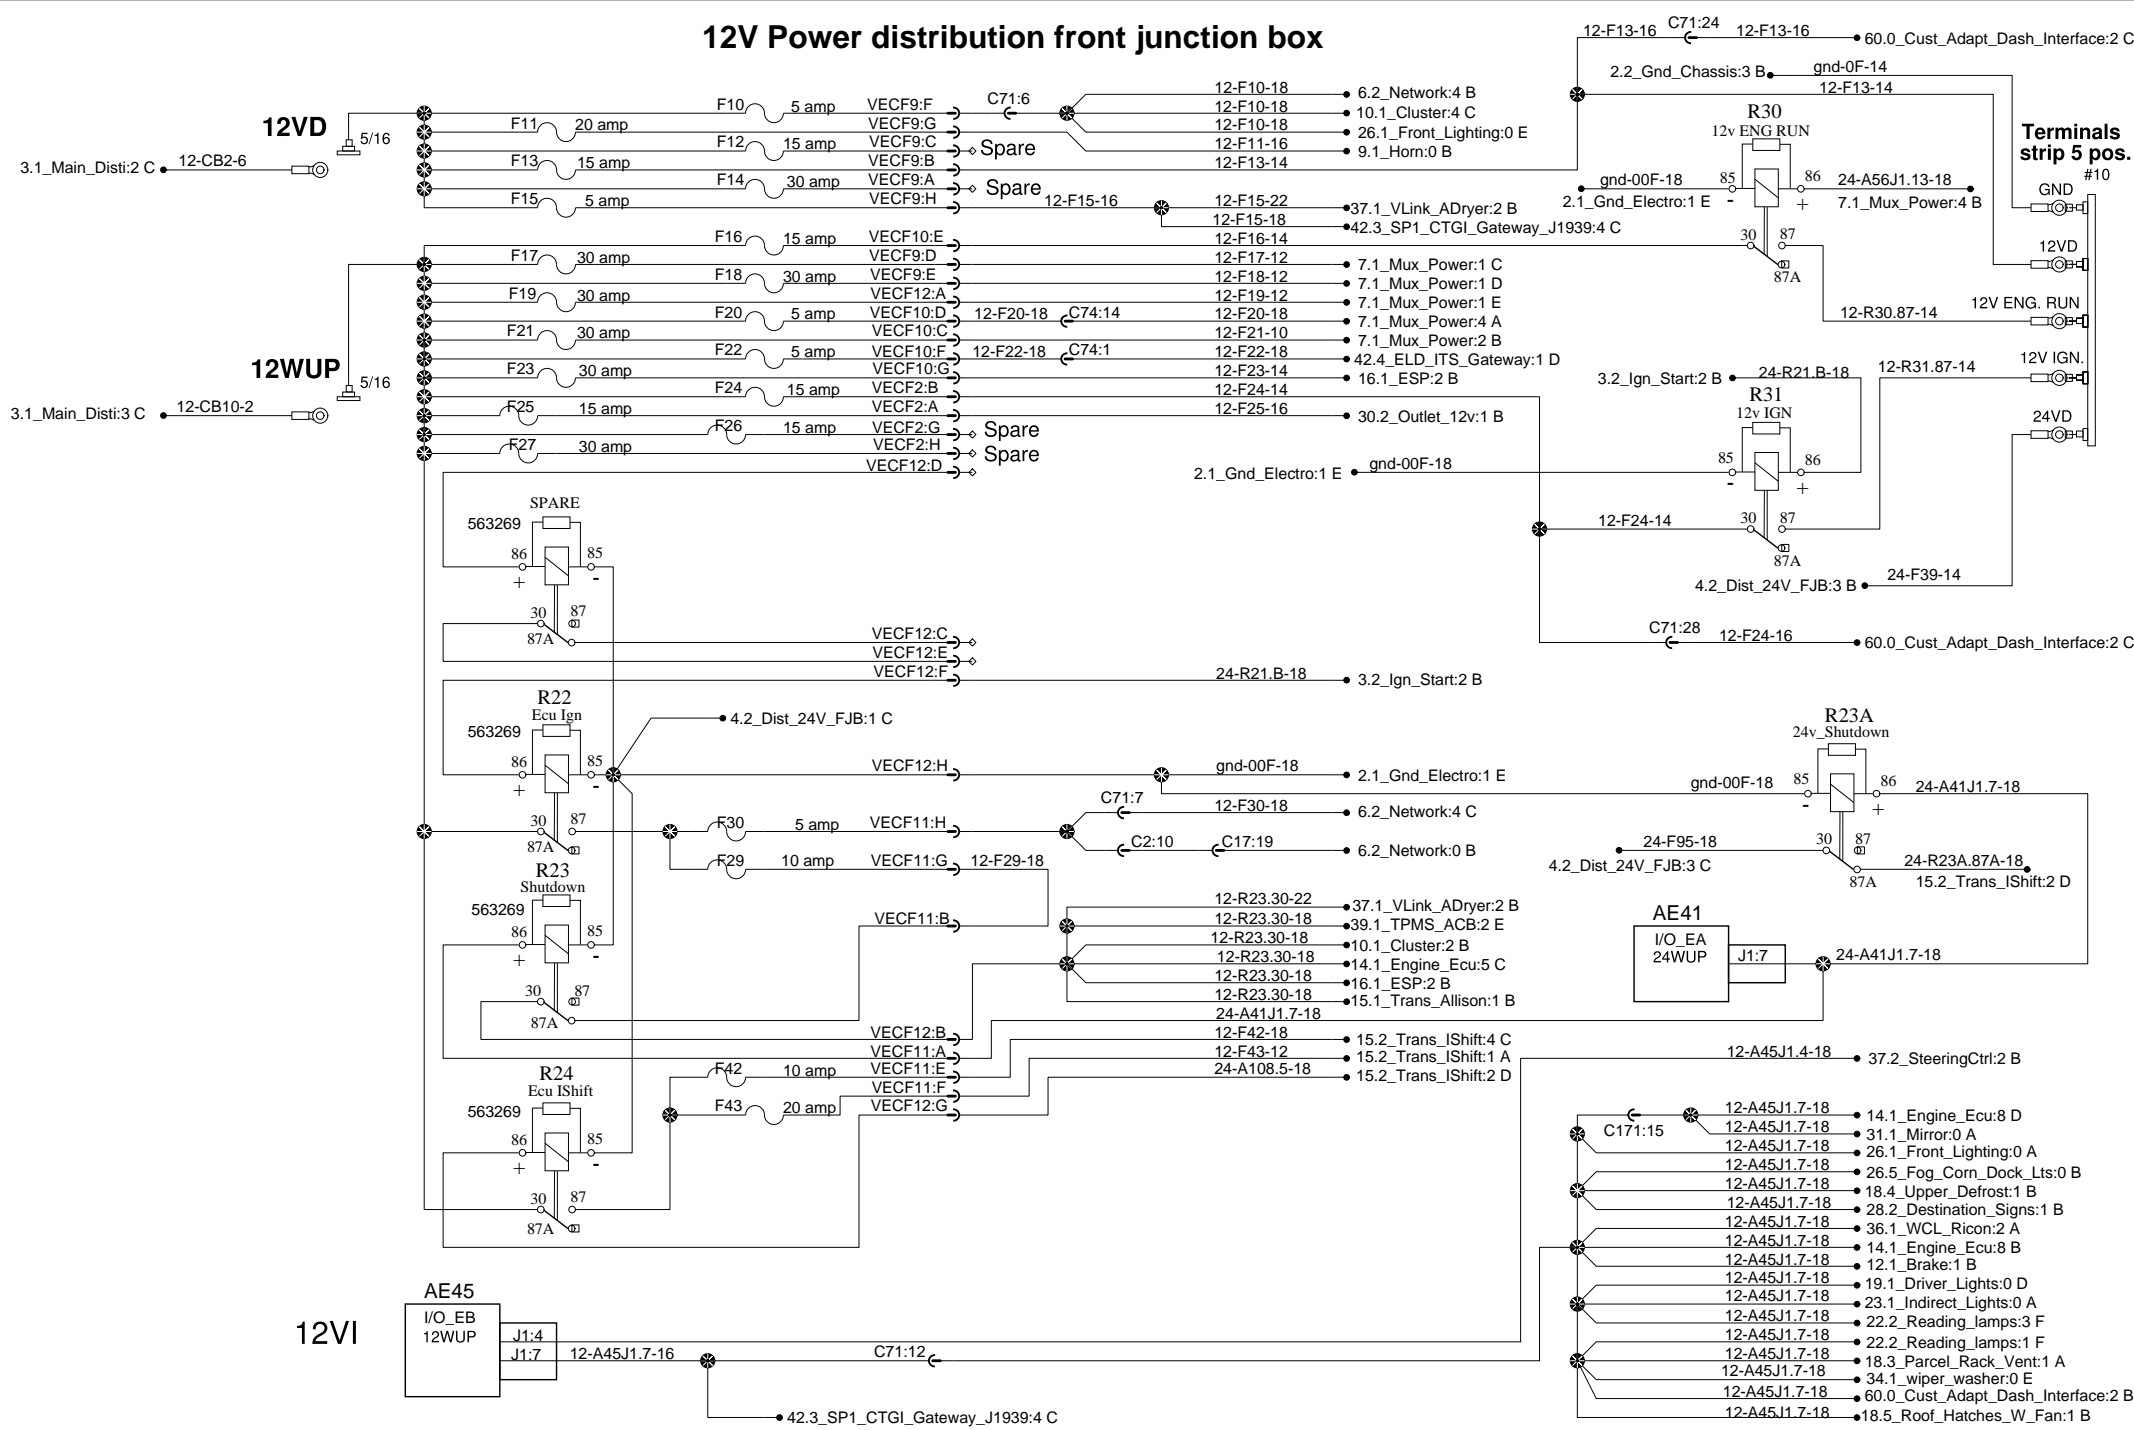 12V Power distribution front junction box
12-F13-16 C71:24 12-F13-16 60.0_Cust_Adapt_Dash_Interface:2 C
2.2_Gnd_Chassis:3 B gnd-0F-14
12-F13-14
12VD
5/16
3.1_Main_Disti:2 C 12-CB2-6
F10 5 amp VECF9:F C71:6 12-F10-18 6.2_Network:4 B
12-F10-18 10.1_Cluster:4 C
F11 20 amp VECF9:G 12-F10-18 26.1_Front_Lighting:0 E
F12 15 amp VECF9:C Spare 12-F11-16 9.1_Horn:0 B
F13 15 amp VECF9:B 12-F13-14
F14 30 amp VECF9:A Spare
F15 5 amp VECF9:H 12-F15-16 12-F15-22 37.1_VLink_ADryer:2 B
12-F15-18 42.3_SP1_CTGI_Gateway_J1939:4 C
R30
12v ENG RUN
gnd-00F-18 85 86 24-A56J1.13-18
2.1_Gnd_Electro:1 E - + 7.1_Mux_Power:4 B
30 87
87A
Terminals
strip 5 pos.
#10
GND
12VD
12V ENG. RUN
12-R30.87-14
12V IGN.
12-R31.87-14
24VD
12WUP
5/16
3.1_Main_Disti:3 C 12-CB10-2
F16 15 amp VECF10:E 12-F16-14
F17 30 amp VECF9:D 12-F17-12 7.1_Mux_Power:1 C
F18 30 amp VECF9:E 12-F18-12 7.1_Mux_Power:1 D
F19 30 amp VECF12:A 12-F19-12 7.1_Mux_Power:1 E
F20 5 amp VECF10:D 12-F20-18 C74:14 12-F20-18 7.1_Mux_Power:4 A
F21 30 amp VECF10:C 12-F21-10 7.1_Mux_Power:2 B
F22 5 amp VECF10:F 12-F22-18 C74:1 12-F22-18 42.4_ELD_ITS_Gateway:1 D
F23 30 amp VECF10:G 12-F23-14 16.1_ESP:2 B
F24 15 amp VECF2:B 12-F24-14
F25 15 amp VECF2:A 12-F25-16 30.2_Outlet_12v:1 B
F26 15 amp VECF2:G Spare
F27 30 amp VECF2:H Spare
VECF12:D
3.2_Ign_Start:2 B 24-R21.B-18
R31
12v IGN
2.1_Gnd_Electro:1 E gnd-00F-18 85 86
- +
12-F24-14 30 87
87A
4.2_Dist_24V_FJB:3 B 24-F39-14
C71:28 12-F24-16 60.0_Cust_Adapt_Dash_Interface:2 C
SPARE
563269
86 85
+ -
30 87
87A
VECF12:C
VECF12:E
VECF12:F 24-R21.B-18 3.2_Ign_Start:2 B
R22
Ecu Ign
563269
86 85
+ -
30 87
87A
4.2_Dist_24V_FJB:1 C
VECF12:H gnd-00F-18 2.1_Gnd_Electro:1 E
F30 5 amp VECF11:H C71:7 12-F30-18 6.2_Network:4 C
C2:10 C17:19 6.2_Network:0 B
F29 10 amp VECF11:G 12-F29-18
R23A
24v_Shutdown
gnd-00F-18 85 86 24-A41J1.7-18
- +
24-F95-18 30 87
4.2_Dist_24V_FJB:3 C 87A 24-R23A.87A-18
15.2_Trans_IShift:2 D
R23
Shutdown
563269
86 85
+ -
30 87
87A
VECF11:B
12-R23.30-22 37.1_VLink_ADryer:2 B
12-R23.30-18 39.1_TPMS_ACB:2 E
12-R23.30-18 10.1_Cluster:2 B
12-R23.30-18 14.1_Engine_Ecu:5 C
12-R23.30-18 16.1_ESP:2 B
12-R23.30-18 15.1_Trans_Allison:1 B
24-A41J1.7-18
AE41
I/O_EA
24WUP
J1:7 24-A41J1.7-18
VECF12:B 12-F42-18 15.2_Trans_IShift:4 C
VECF11:A 12-F43-12 15.2_Trans_IShift:1 A
F42 10 amp VECF11:E 24-A108.5-18 15.2_Trans_IShift:2 D
VECF11:F
F43 20 amp VECF12:G
R24
Ecu IShift
563269
86 85
+ -
30 87
87A
12-A45J1.4-18 37.2_SteeringCtrl:2 B
C171:15
12-A45J1.7-18 14.1_Engine_Ecu:8 D
12-A45J1.7-18 31.1_Mirror:0 A
12-A45J1.7-18 26.1_Front_Lighting:0 A
12-A45J1.7-18 26.5_Fog_Corn_Dock_Lts:0 B
12-A45J1.7-18 18.4_Upper_Defrost:1 B
12-A45J1.7-18 28.2_Destination_Signs:1 B
12-A45J1.7-18 36.1_WCL_Ricon:2 A
12-A45J1.7-18 14.1_Engine_Ecu:8 B
12-A45J1.7-18 12.1_Brake:1 B
12-A45J1.7-18 19.1_Driver_Lights:0 D
12-A45J1.7-18 23.1_Indirect_Lights:0 A
12-A45J1.7-18 22.2_Reading_lamps:3 F
12-A45J1.7-18 22.2_Reading_lamps:1 F
12-A45J1.7-18 18.3_Parcel_Rack_Vent:1 A
12-A45J1.7-18 34.1_wiper_washer:0 E
12-A45J1.7-18 60.0_Cust_Adapt_Dash_Interface:2 B
12-A45J1.7-18 18.5_Roof_Hatches_W_Fan:1 B
12VI
AE45
I/O_EB
12WUP
J1:4
J1:7 12-A45J1.7-16 C71:12
42.3_SP1_CTGI_Gateway_J1939:4 C